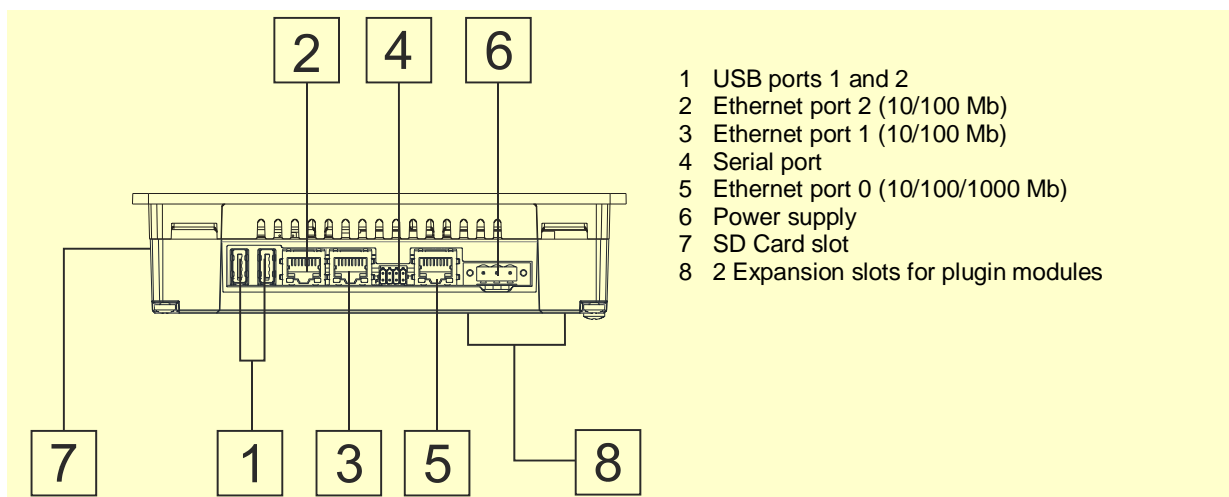 2 4 6
1 USB ports 1 and 2
2 Ethernet port 2 (10/100 Mb)
3 Ethernet port 1 (10/100 Mb)
4 Serial port
5 Ethernet port 0 (10/100/1000 Mb)
6 Power supply
7 SD Card slot
8 2 Expansion slots for plugin modules
7 1 3 5 8